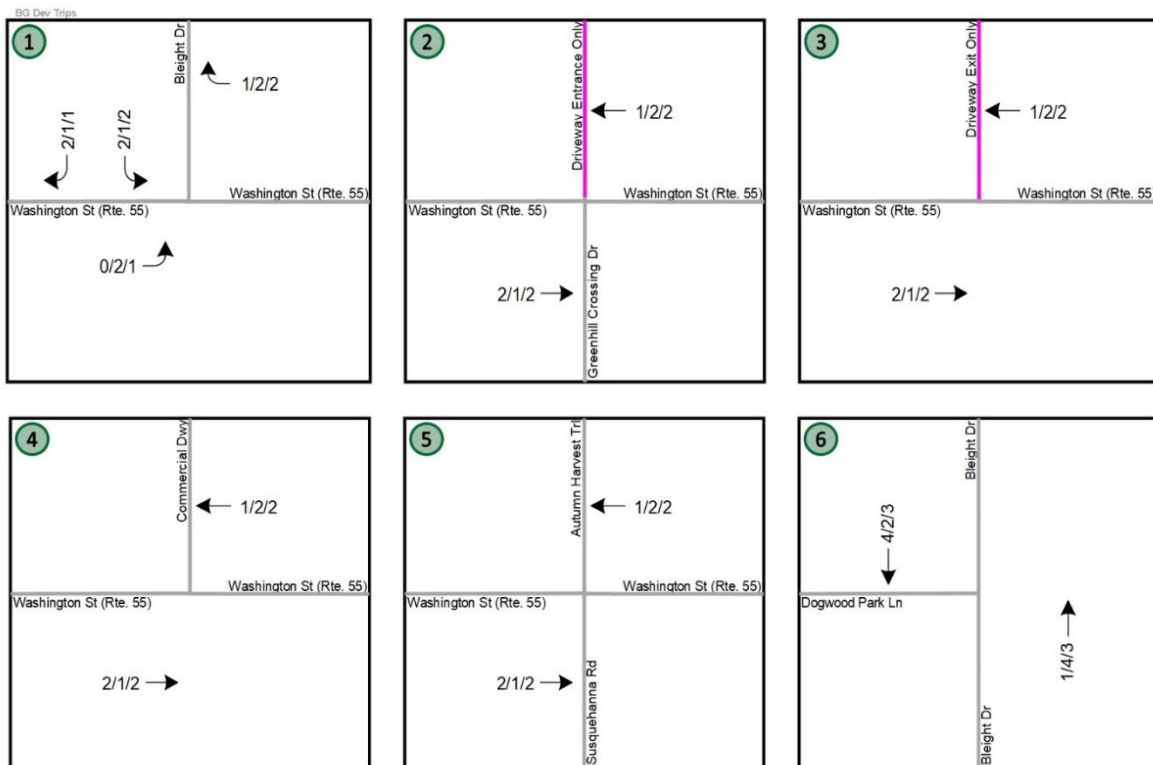 BG Dev Trips
1
Bleight Dr
1/2/2
2/1/1
2/1/2
Washington St (Rte. 55)
Washington St (Rte. 55)
0/2/1
2
Driveway Entrance Only
1/2/2
Washington St (Rte. 55)
Washington St (Rte. 55)
2/1/2
Greenhill Crossing Dr
3
Driveway Exit Only
1/2/2
Washington St (Rte. 55)
Washington St (Rte. 55)
2/1/2
4
Commercial Dwy
1/2/2
Washington St (Rte. 55)
Washington St (Rte. 55)
2/1/2
5
Autumn Harvest Trl
1/2/2
Washington St (Rte. 55)
Washington St (Rte. 55)
2/1/2
Susquehanna Rd
6
Bleight Dr
4/2/3
Dogwood Park Ln
1/4/3
Bleight Dr